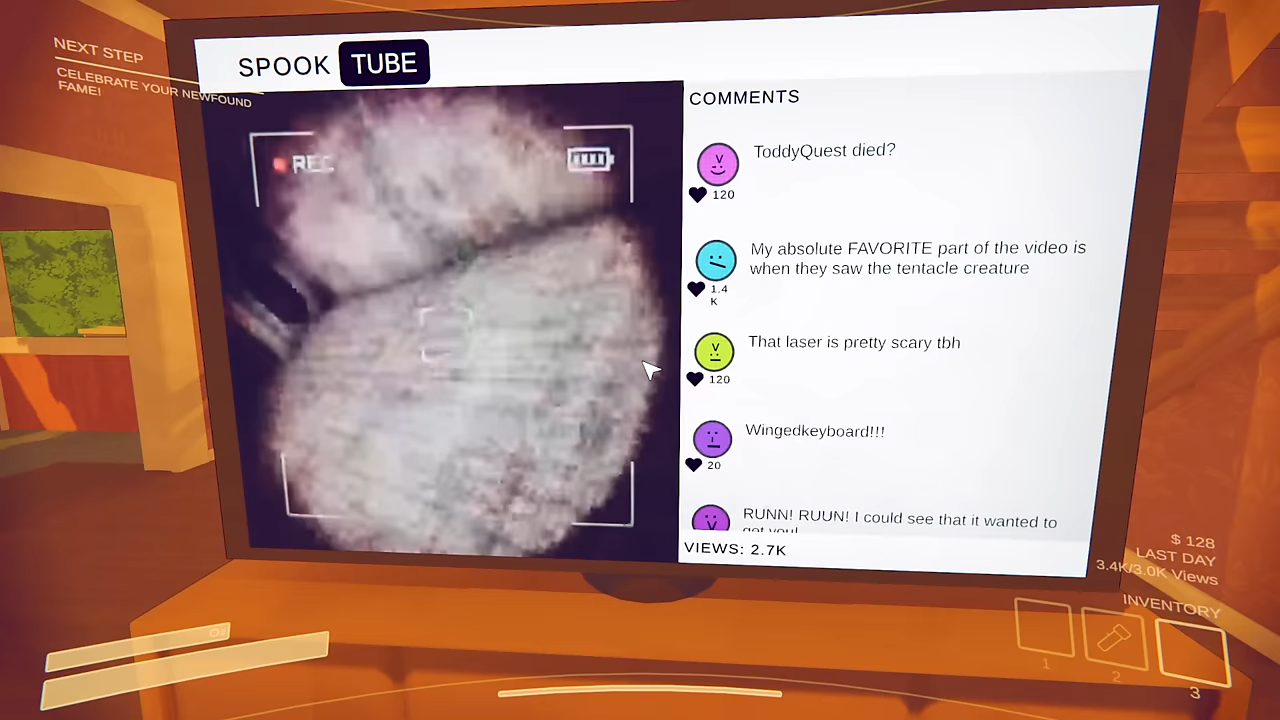 NEXT STEP
CELEBRATE YOUR NEWFOUND
FAME!
SPOOK TUBE
REC
COMMENTS
ToddyQuest died?
120
My absolute FAVORITE part of the video is
when they saw the tentacle creature
1.4
K
That laser is pretty scary tbh
120
Wingedkeyboard!!!
20
RUNN! RUUN! I could see that it wanted to
get you!
VIEWS: 2.7K
$ 128
LAST DAY
3.4K/3.0K Views
INVENTORY
1
2
3